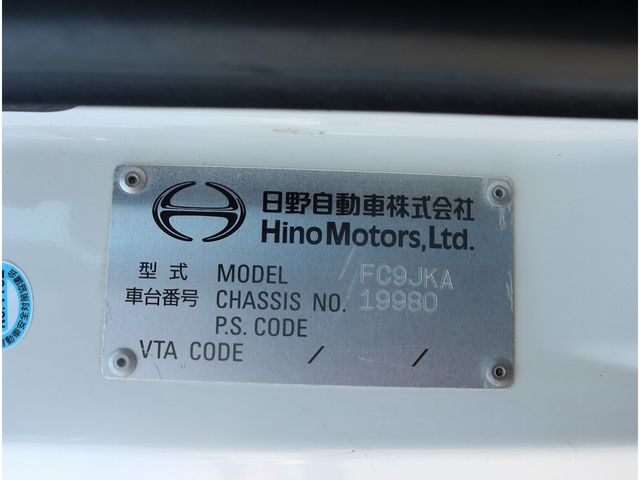 日野自動車株式会社
Hino Motors, Ltd.
型式 MODEL FC9JKA
車台番号 CHASSIS NO. 19980
P.S. CODE
VTA CODE / /